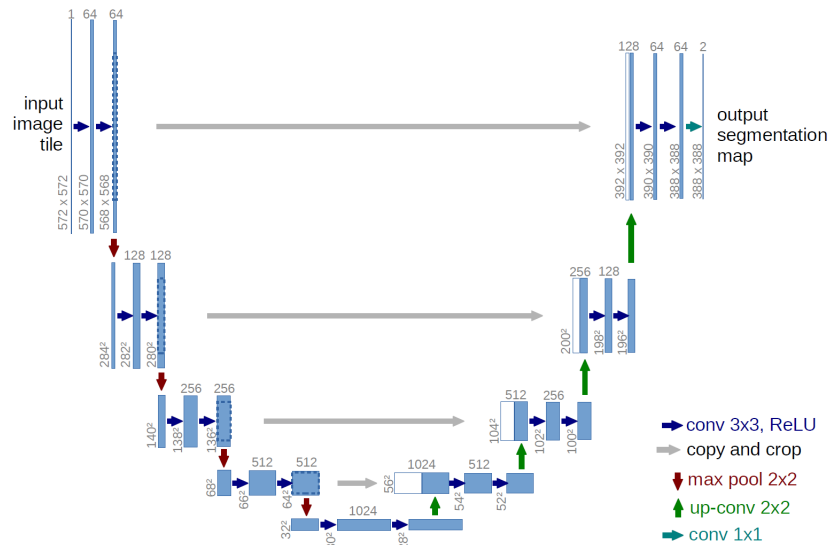 1 64 64
128 64 64 2
input
image
tile
output
segmentation
map
572 x 572
570 x 570
568 x 568
392 x 392
390 x 390
388 x 388
388 x 388
128 128
256 128
284²
282²
280²
200²
198²
196²
256 256
512 256
140²
138²
136²
104²
102²
100²
512 512
1024 512
68²
66²
64²
56²
54²
52²
1024
32²
conv 3x3, ReLU
copy and crop
max pool 2x2
up-conv 2x2
conv 1x1